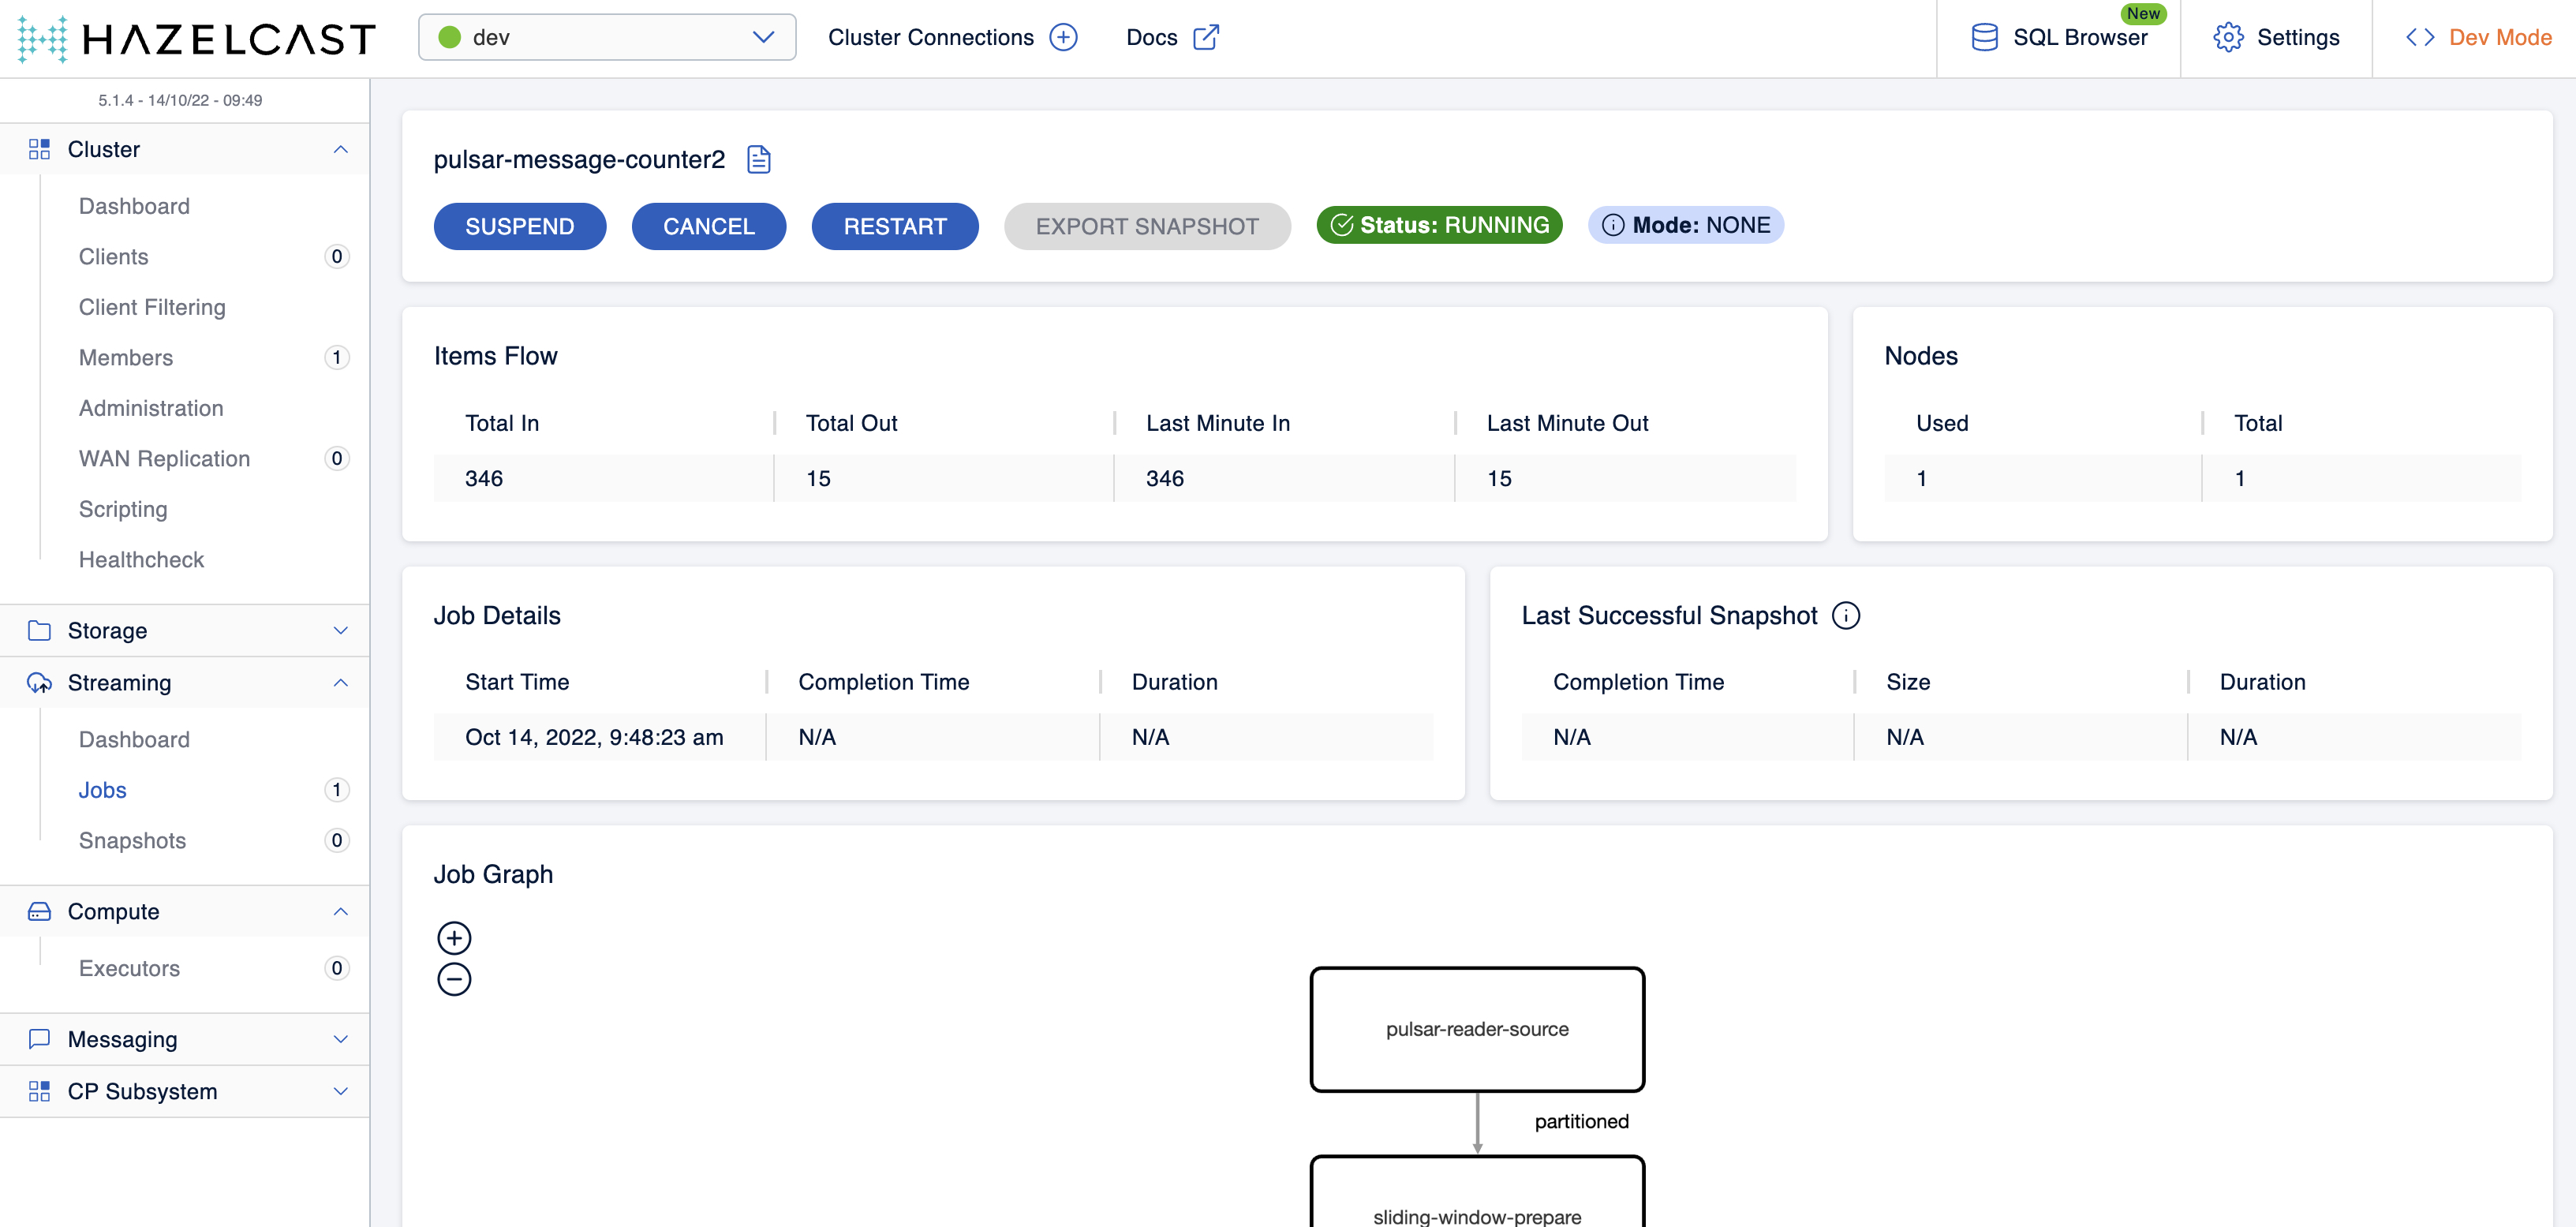 HAZELCAST
dev
Cluster Connections
Docs
SQL Browser
New
Settings
Dev Mode
5.1.4 - 14/10/22 - 09:49
Cluster
Dashboard
Clients 0
Client Filtering
Members 1
Administration
WAN Replication 0
Scripting
Healthcheck
Storage
Streaming
Dashboard
Jobs 1
Snapshots 0
Compute
Executors 0
Messaging
CP Subsystem
pulsar-message-counter2
SUSPEND CANCEL RESTART EXPORT SNAPSHOT Status: RUNNING Mode: NONE
Items Flow
Total In Total Out Last Minute In Last Minute Out
346 15 346 15
Nodes
Used Total
1 1
Job Details
Start Time Completion Time Duration
Oct 14, 2022, 9:48:23 am N/A N/A
Last Successful Snapshot
Completion Time Size Duration
N/A N/A N/A
Job Graph
pulsar-reader-source
partitioned
sliding-window-prepare